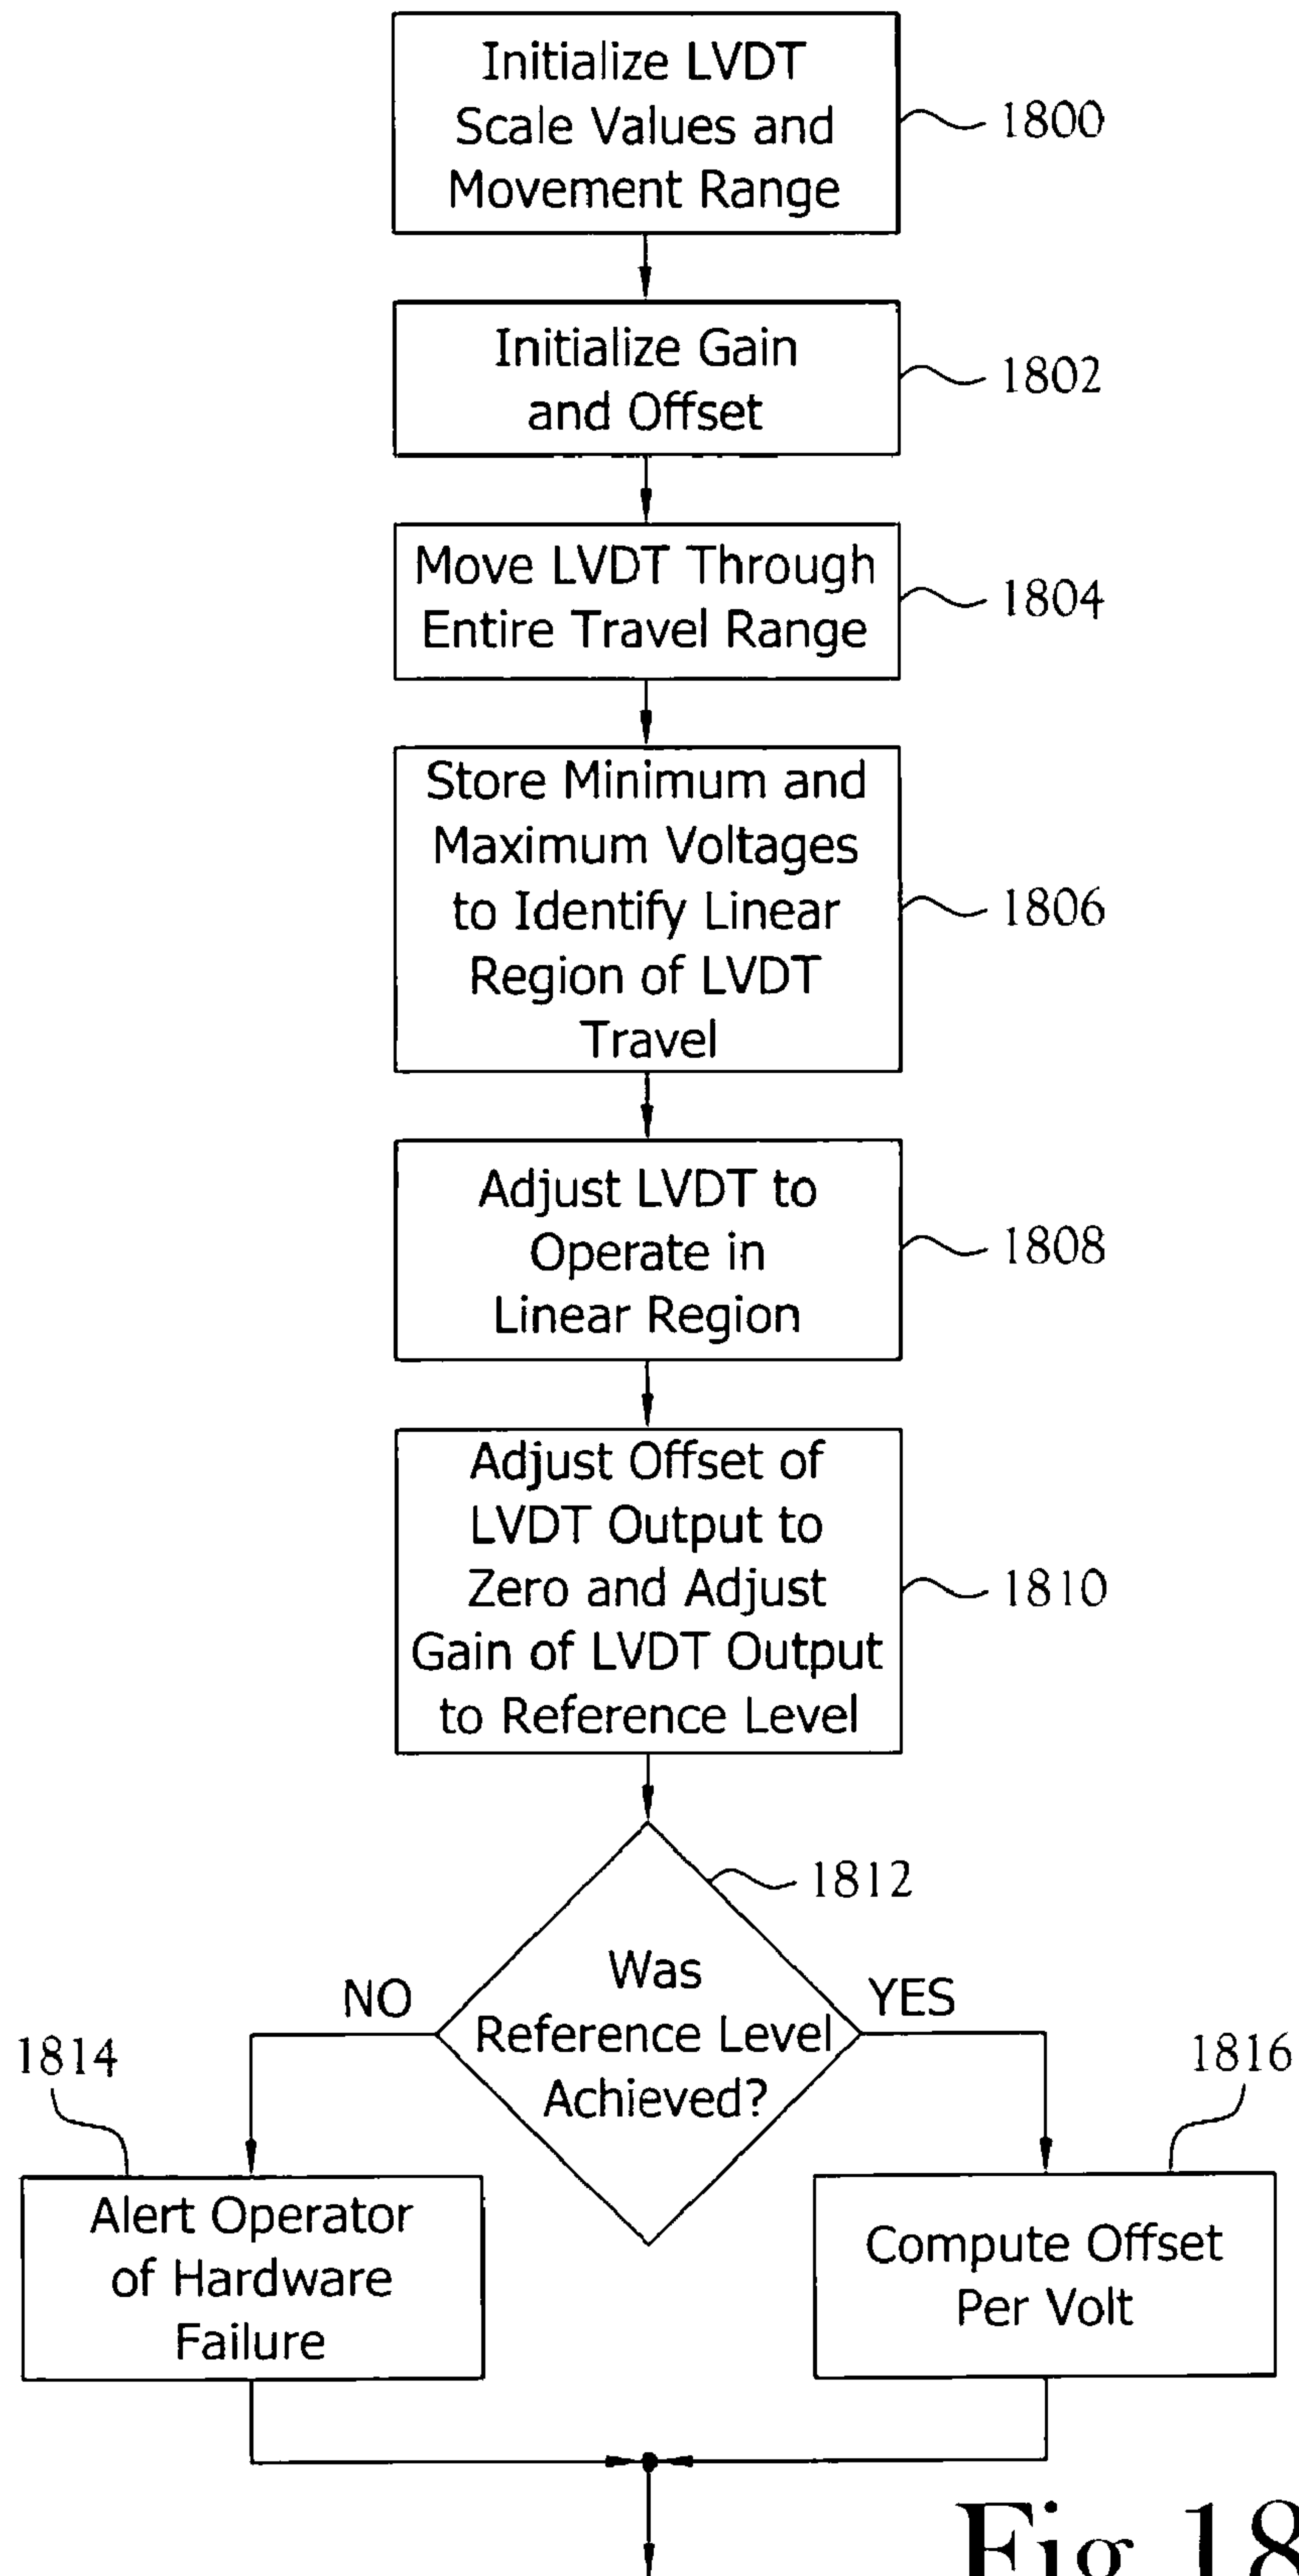 Initialize LVDT
Scale Values and
Movement Range
1800
Initialize Gain
and Offset
1802
Move LVDT Through
Entire Travel Range
1804
Store Minimum and
Maximum Voltages
to Identify Linear
Region of LVDT
Travel
1806
Adjust LVDT to
Operate in
Linear Region
1808
Adjust Offset of
LVDT Output to
Zero and Adjust
Gain of LVDT Output
to Reference Level
1810
1812
Was
Reference Level
Achieved?
NO
YES
1814
Alert Operator
of Hardware
Failure
1816
Compute Offset
Per Volt
Fig 18